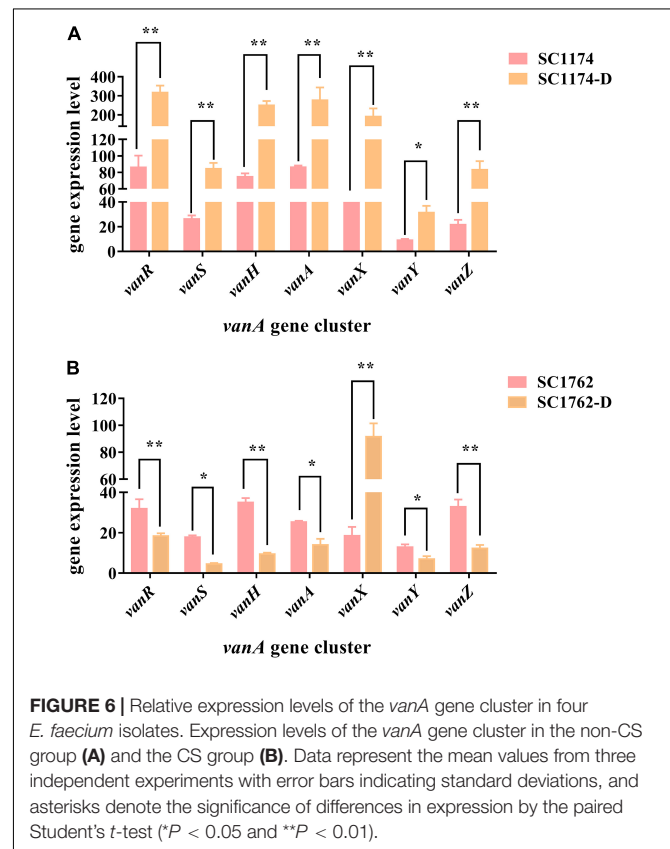 A
SC1174
SC1174-D
gene expression level
400
300
200
120
100
80
60
40
20
0
** ** ** ** ** * **
vanR vanS vanH vanA vanX vanY vanZ
vanA gene cluster
B
SC1762
SC1762-D
gene expression level
120
100
80
60
40
20
0
** * ** * ** * **
vanR vanS vanH vanA vanX vanY vanZ
vanA gene cluster
FIGURE 6 | Relative expression levels of the vanA gene cluster in four
E. faecium isolates. Expression levels of the vanA gene cluster in the non-CS
group (A) and the CS group (B). Data represent the mean values from three
independent experiments with error bars indicating standard deviations, and
asterisks denote the significance of differences in expression by the paired
Student's t-test (*P < 0.05 and **P < 0.01).